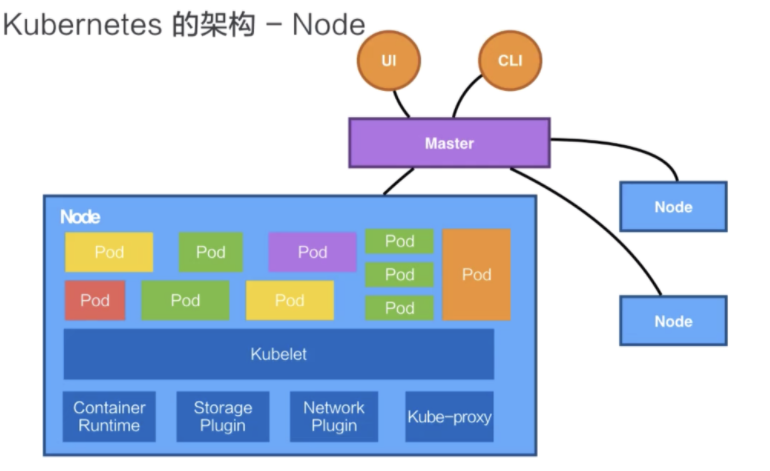 Kubernetes 的架构 – Node
UI
CLI
Master
Node
Node
Node
Pod
Pod
Pod
Pod
Pod
Pod
Pod
Pod
Pod
Pod
Kubelet
Container
Runtime
Storage
Plugin
Network
Plugin
Kube-proxy